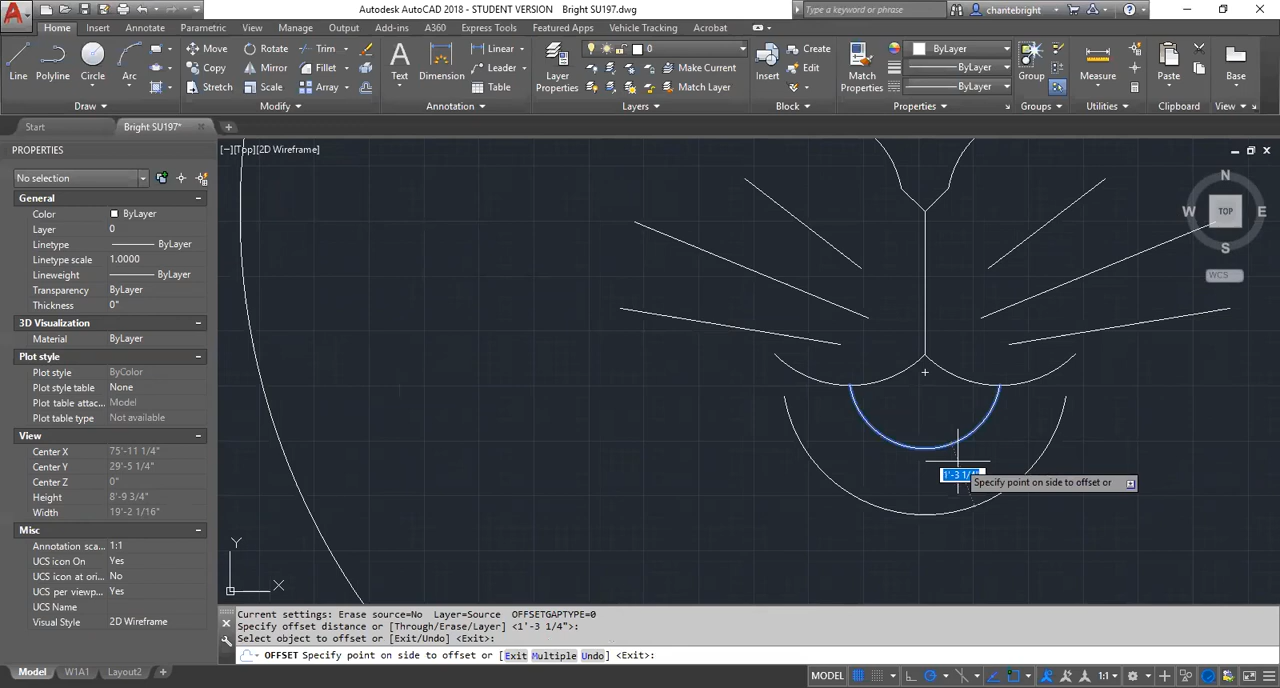 Autodesk AutoCAD 2018 - STUDENT VERSION    Bright SU197.dwg
Type a keyword or phrase
chantebright
Home Insert Annotate Parametric View Manage Output Add-ins A360 Express Tools Featured Apps Vault Layout Acrobat
Line
Polyline
Circle
Arc
Draw
Move
Rotate
Trim
Copy
Mirror
Fillet
Stretch
Scale
Array
Modify
Text
Dimension
Linear
Leader
Table
Annotation
Layer
Properties
0
Make Current
Match Layer
Layers
Insert
Create
Edit
Block
Match
Properties
ByLayer
ByLayer
ByLayer
Properties
Group
Groups
Measure
Utilities
Paste
Clipboard
Base
View
Start
Bright SU197*
PROPERTIES
No selection
General
Color ByLayer
Layer 0
Linetype ByLayer
Linetype scale 1.0000
Lineweight ByLayer
Transparency ByLayer
Thickness 0"
3D Visualization
Material ByLayer
Plot style
Plot style ByColor
Plot style table None
Plot table attac... Model
Plot table type Not available
View
Center X 75'-11 1/4"
Center Y 29'-5 1/4"
Center Z 0"
Height 8'-9 3/4"
Width 19'-2 1/16"
Misc
Annotation sca... 1:1
UCS icon On Yes
UCS icon at ori... No
UCS per viewp... Yes
UCS Name
Visual Style 2D Wireframe
[−][Top][2D Wireframe]
N
W TOP E
S
WCS
1'-3 1/4"
Specify point on side to offset or
Y
X
Current settings: Erase source=No  Layer=Source  OFFSETGAPTYPE=0
Specify offset distance or [Through/Erase/Layer] <1'-3 1/4">:
Select object to offset or [Exit/Undo] <Exit>:
OFFSET Specify point on side to offset or [Exit Multiple Undo] <Exit>:
Model W1A1 Layout2 +
MODEL
1:1